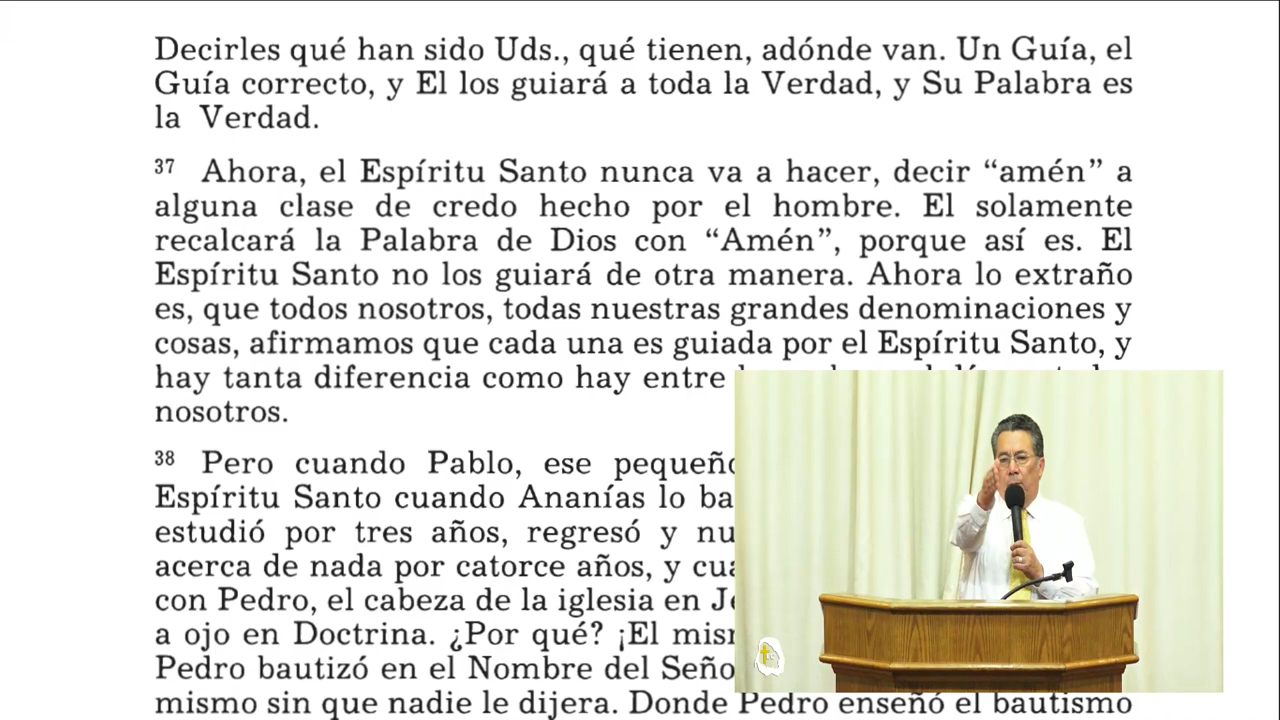 Decirles qué han sido Uds., qué tienen, adónde van. Un Guía, el
Guía correcto, y El los guiará a toda la Verdad, y Su Palabra es
la Verdad.
37 Ahora, el Espíritu Santo nunca va a hacer, decir “amén” a
alguna clase de credo hecho por el hombre. El solamente
recalcará la Palabra de Dios con “Amén”, porque así es. El
Espíritu Santo no los guiará de otra manera. Ahora lo extraño
es, que todos nosotros, todas nuestras grandes denominaciones y
cosas, afirmamos que cada una es guiada por el Espíritu Santo, y
hay tanta diferencia como hay entre
nosotros.
38 Pero cuando Pablo, ese pequeño
Espíritu Santo cuando Ananías lo
estudió por tres años, regresó y
acerca de nada por catorce años, y
con Pedro, el cabeza de la iglesia en
a ojo en Doctrina. ¿Por qué? ¡El
Pedro bautizó en el Nombre del
mismo sin que nadie le dijera. Donde Pedro enseñó el bautismo